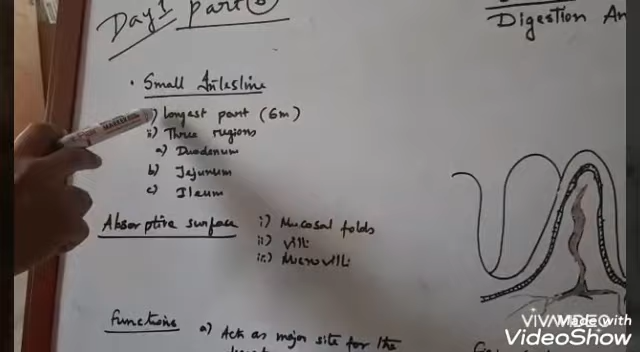 Day 1 Part
Digestion An
• Small Intestine
i) Longest part (6m)
ii) Three regions
a) Duodenum
b) Jejunum
c) Ileum
Absorptive surface i) Mucosal folds
ii) Villi
iii) Microvilli
Functions a) Act as major site for the
VIVAVIDEO
Made with
VideoShow